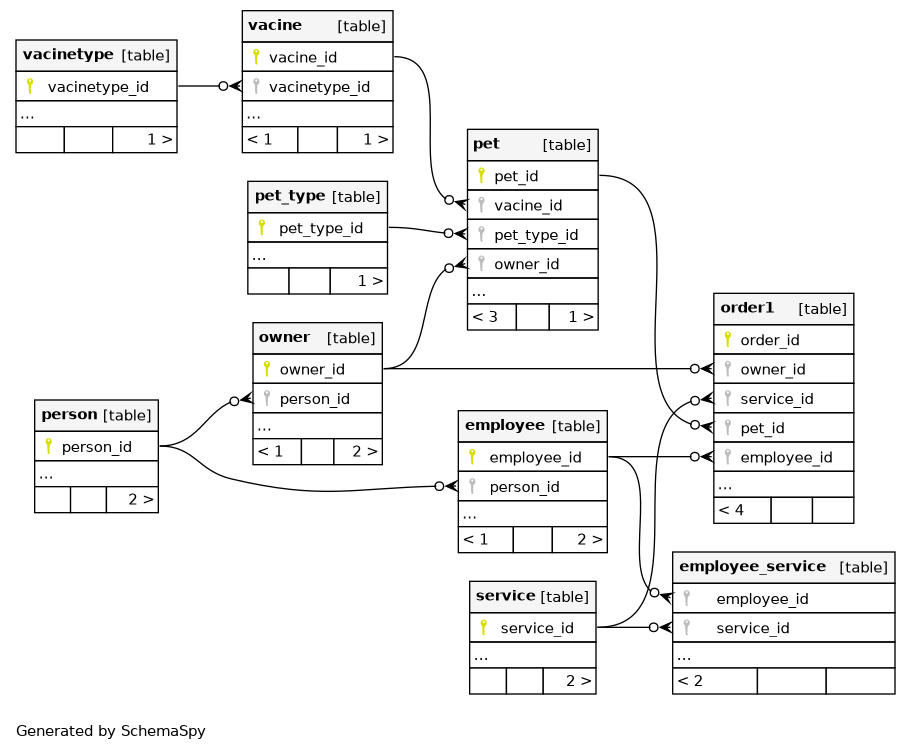 vacinetype [table]
vacinetype_id
...
1 >
vacine [table]
vacine_id
vacinetype_id
...
< 1 1 >
pet_type [table]
pet_type_id
...
1 >
pet [table]
pet_id
vacine_id
pet_type_id
owner_id
...
< 3 1 >
owner [table]
owner_id
person_id
...
< 1 2 >
person [table]
person_id
...
2 >
employee [table]
employee_id
person_id
...
< 1 2 >
order1 [table]
order_id
owner_id
service_id
pet_id
employee_id
...
< 4
service [table]
service_id
...
2 >
employee_service [table]
employee_id
service_id
...
< 2
Generated by SchemaSpy